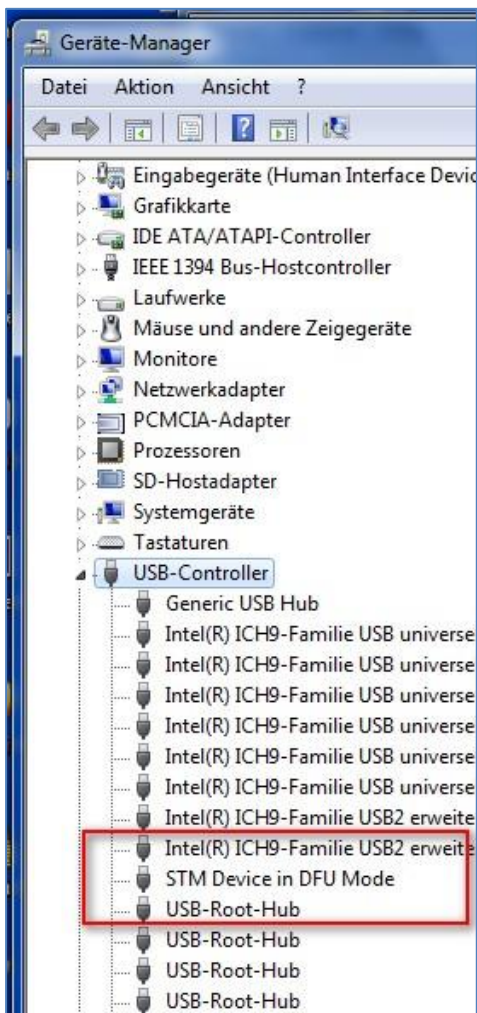 Geräte-Manager
Datei Aktion Ansicht ?
Eingabegeräte (Human Interface Devic
Grafikkarte
IDE ATA/ATAPI-Controller
IEEE 1394 Bus-Hostcontroller
Laufwerke
Mäuse und andere Zeigegeräte
Monitore
Netzwerkadapter
PCMCIA-Adapter
Prozessoren
SD-Hostadapter
Systemgeräte
Tastaturen
USB-Controller
Generic USB Hub
Intel(R) ICH9-Familie USB universe
Intel(R) ICH9-Familie USB universe
Intel(R) ICH9-Familie USB universe
Intel(R) ICH9-Familie USB universe
Intel(R) ICH9-Familie USB universe
Intel(R) ICH9-Familie USB universe
Intel(R) ICH9-Familie USB2 erweite
Intel(R) ICH9-Familie USB2 erweite
STM Device in DFU Mode
USB-Root-Hub
USB-Root-Hub
USB-Root-Hub
USB-Root-Hub